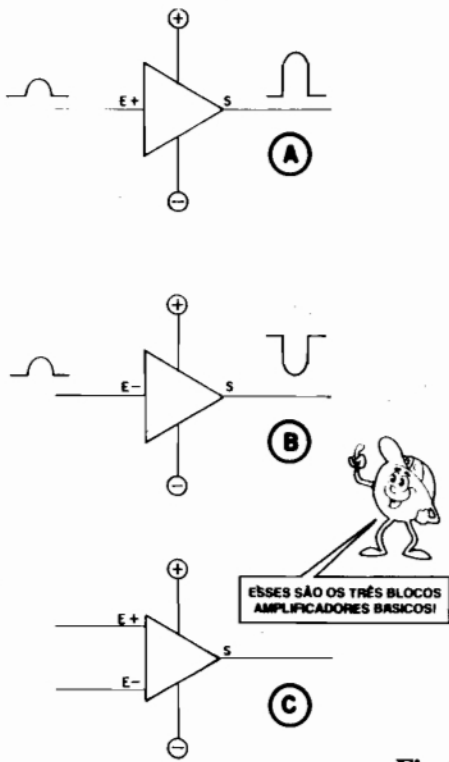 +
E+
S
A
−
+
E−
S
B
−
ESSES SÃO OS TRÊS BLOCOS
AMPLIFICADORES BASICOS!
+
E+
S
E−
C
−